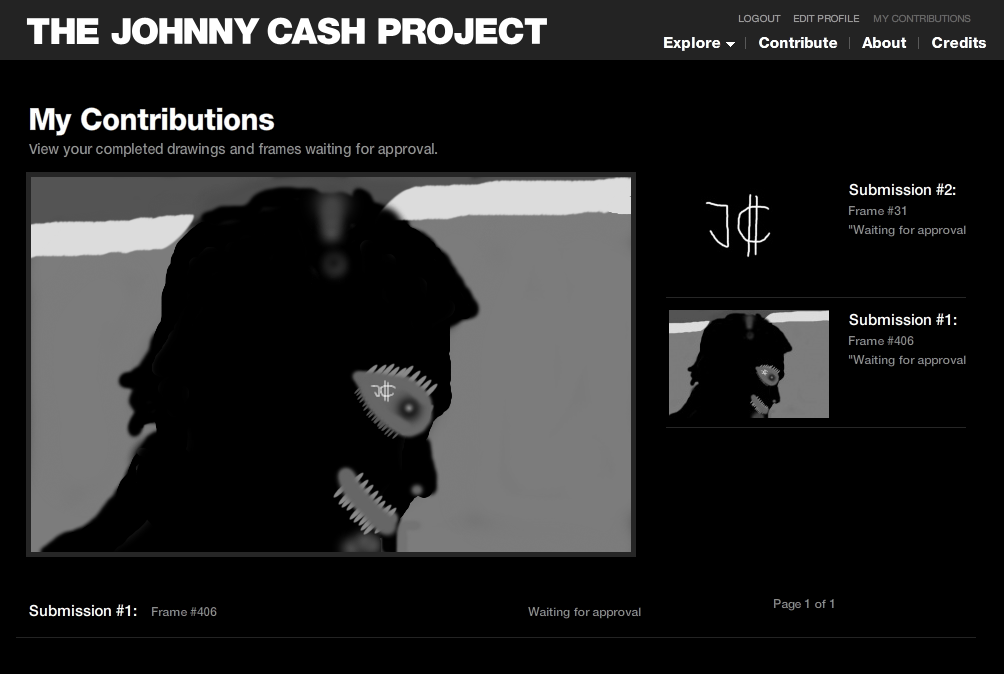 THE JOHNNY CASH PROJECT
LOGOUT EDIT PROFILE MY CONTRIBUTIONS
Explore Contribute About Credits
My Contributions
View your completed drawings and frames waiting for approval.
J₵
Submission #2:
Frame #31
"Waiting for approval
J₵
Submission #1:
Frame #406
"Waiting for approval
Submission #1: Frame #406 Waiting for approval
Page 1 of 1